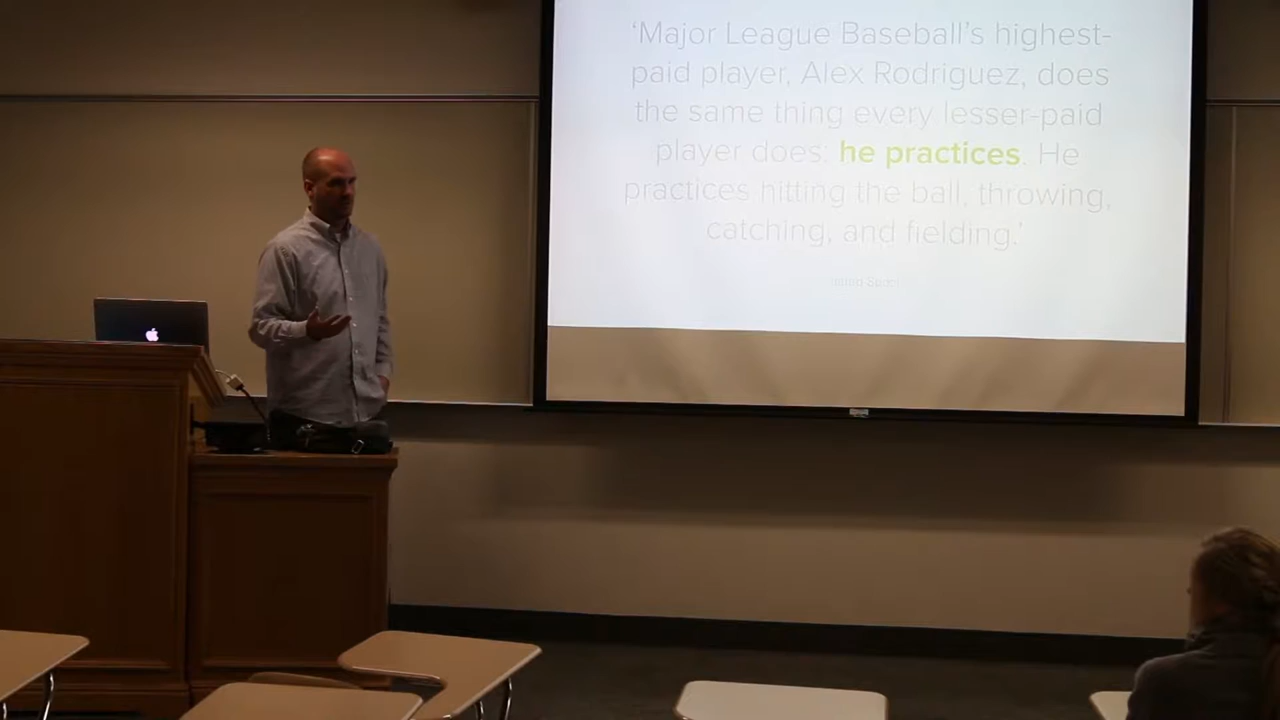 ‘Major League Baseball’s highest-
paid player, Alex Rodriguez, does
the same thing every lesser-paid
player does: he practices. He
practices hitting the ball, throwing,
catching, and fielding.’